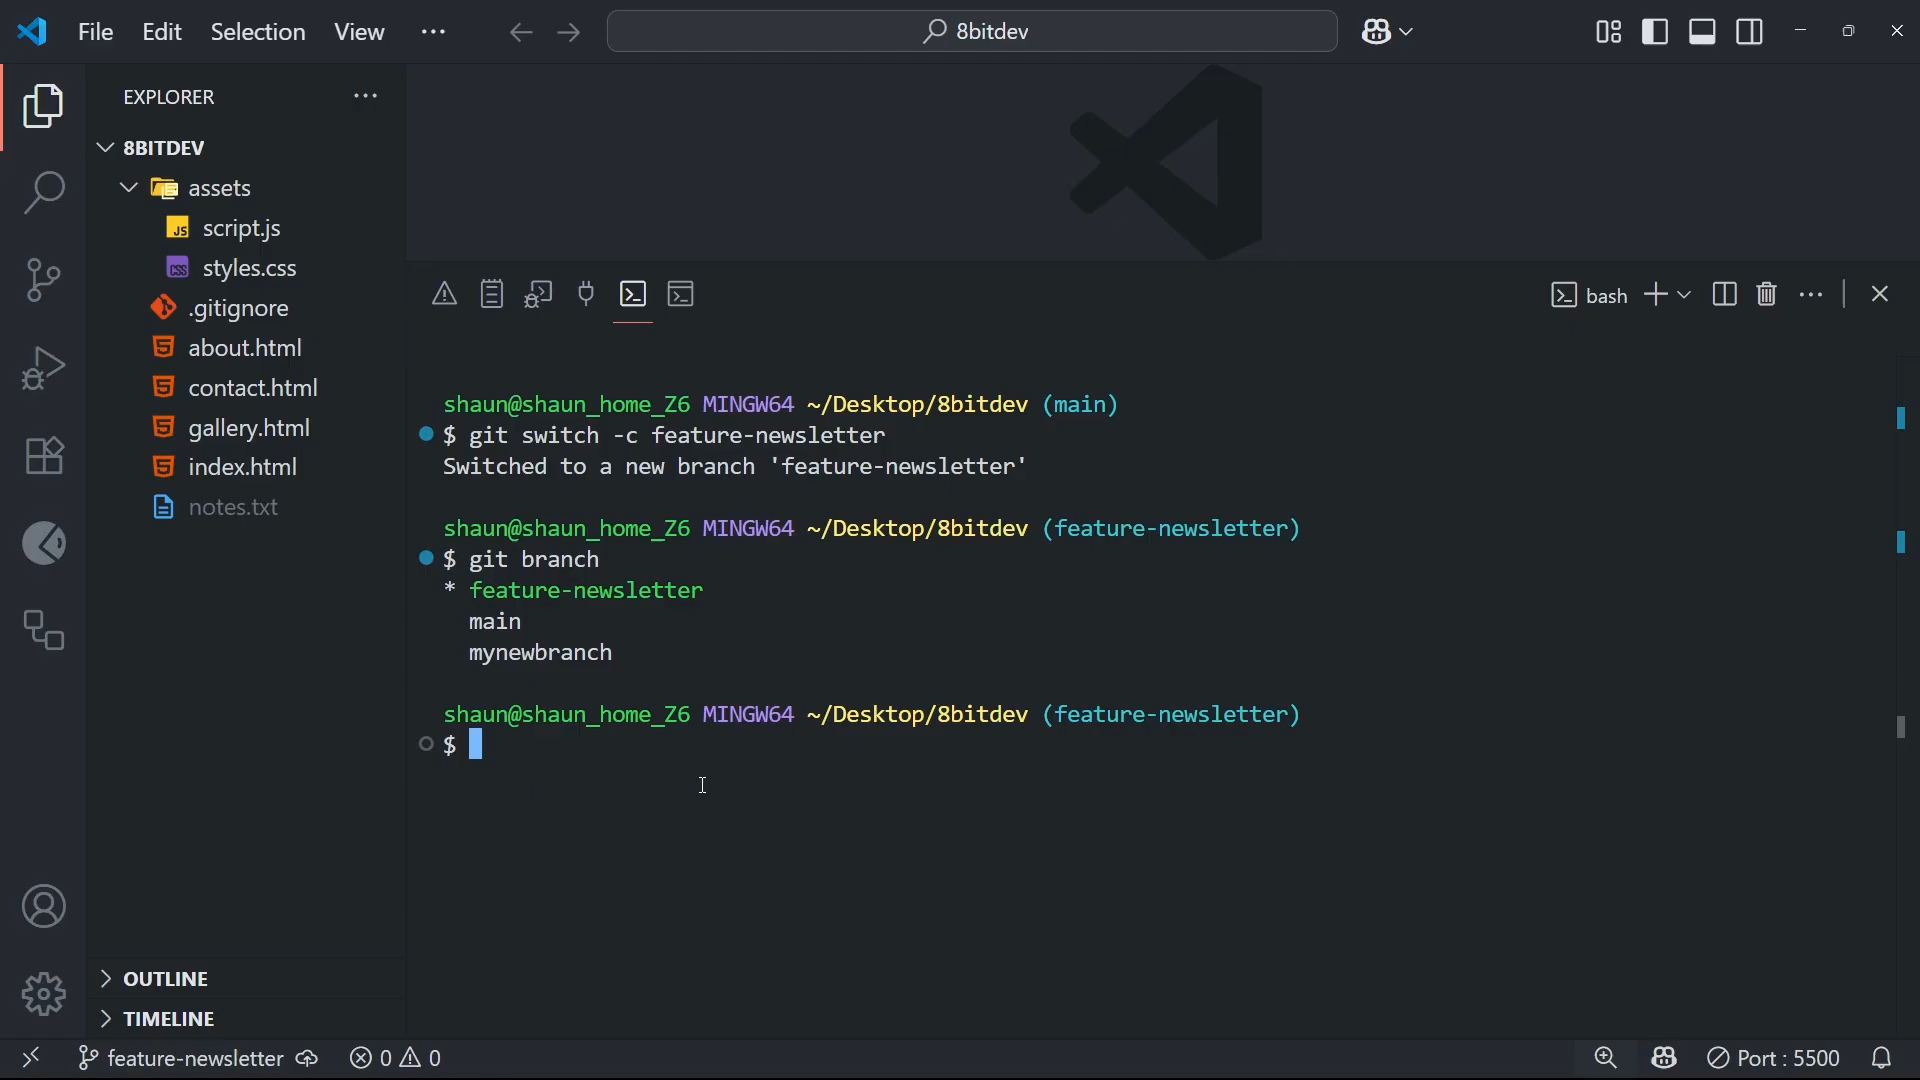 File Edit Selection View ··· 8bitdev
EXPLORER ···
8BITDEV
assets
script.js
styles.css
.gitignore
about.html
contact.html
gallery.html
index.html
notes.txt
OUTLINE
TIMELINE
bash
shaun@shaun_home_Z6 MINGW64 ~/Desktop/8bitdev (main)
$ git switch -c feature-newsletter
Switched to a new branch 'feature-newsletter'
shaun@shaun_home_Z6 MINGW64 ~/Desktop/8bitdev (feature-newsletter)
$ git branch
* feature-newsletter
main
mynewbranch
shaun@shaun_home_Z6 MINGW64 ~/Desktop/8bitdev (feature-newsletter)
$
feature-newsletter 0 0 Port : 5500